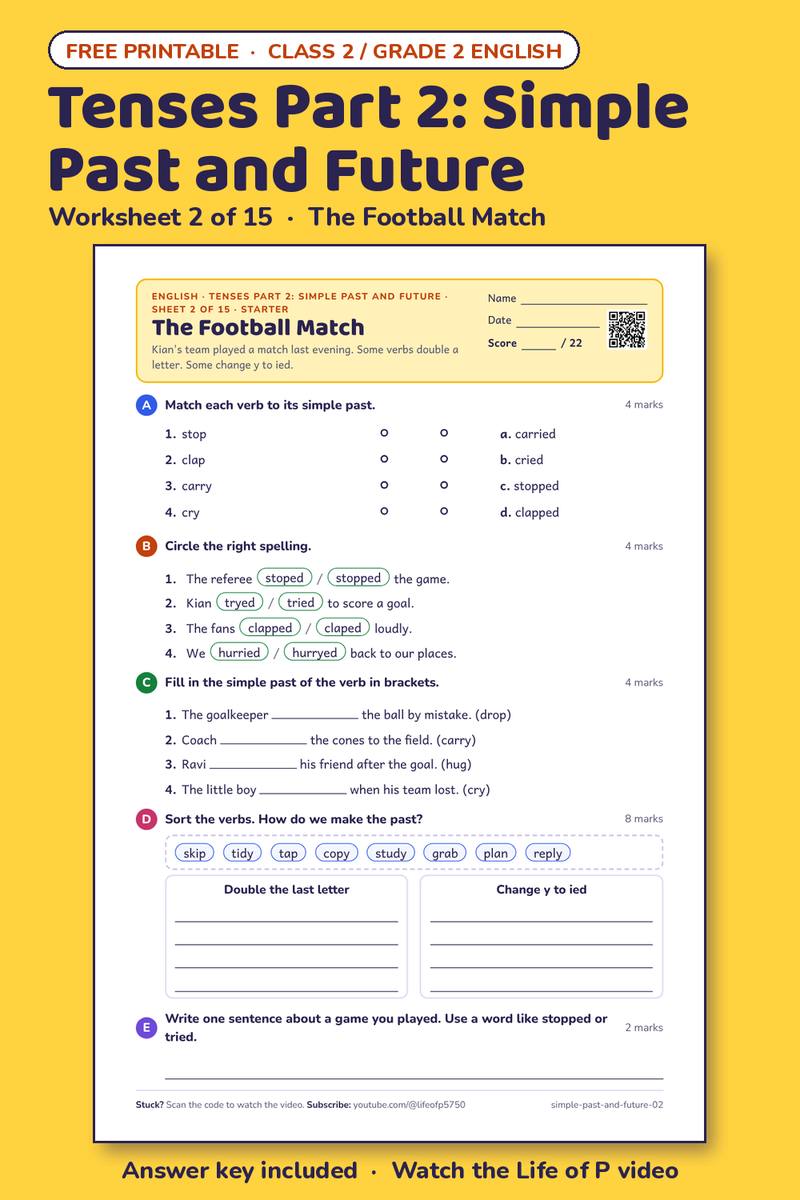 FREE PRINTABLE · CLASS 2 / GRADE 2 ENGLISH
Tenses Part 2: Simple
Past and Future
Worksheet 2 of 15 · The Football Match
ENGLISH · TENSES PART 2: SIMPLE PAST AND FUTURE ·
SHEET 2 OF 15 · STARTER
The Football Match
Kian's team played a match last evening. Some verbs double a
letter. Some change y to ied.
Name ____________
Date ____________
Score ______ / 22
A Match each verb to its simple past. 4 marks
1. stop a. carried
2. clap b. cried
3. carry c. stopped
4. cry d. clapped
B Circle the right spelling. 4 marks
1. The referee stoped / stopped the game.
2. Kian tryed / tried to score a goal.
3. The fans clapped / claped loudly.
4. We hurried / hurryed back to our places.
C Fill in the simple past of the verb in brackets. 4 marks
1. The goalkeeper ____________ the ball by mistake. (drop)
2. Coach ____________ the cones to the field. (carry)
3. Ravi ____________ his friend after the goal. (hug)
4. The little boy ____________ when his team lost. (cry)
D Sort the verbs. How do we make the past? 8 marks
skip tidy tap copy study grab plan reply
Double the last letter Change y to ied
E Write one sentence about a game you played. Use a word like stopped or
tried. 2 marks
Stuck? Scan the code to watch the video. Subscribe: youtube.com/@lifeofp5750 simple-past-and-future-02
Answer key included · Watch the Life of P video